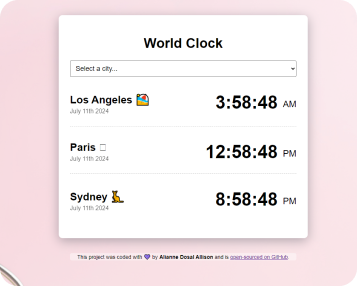 World Clock
Select a city...
Los Angeles 🏖️ 3:58:48 AM
July 11th 2024
Paris 12:58:48 PM
July 11th 2024
Sydney 🦘 8:58:48 PM
July 11th 2024
This project was coded with 💜 by Alianne Dosal Allison and is open-sourced on GitHub.